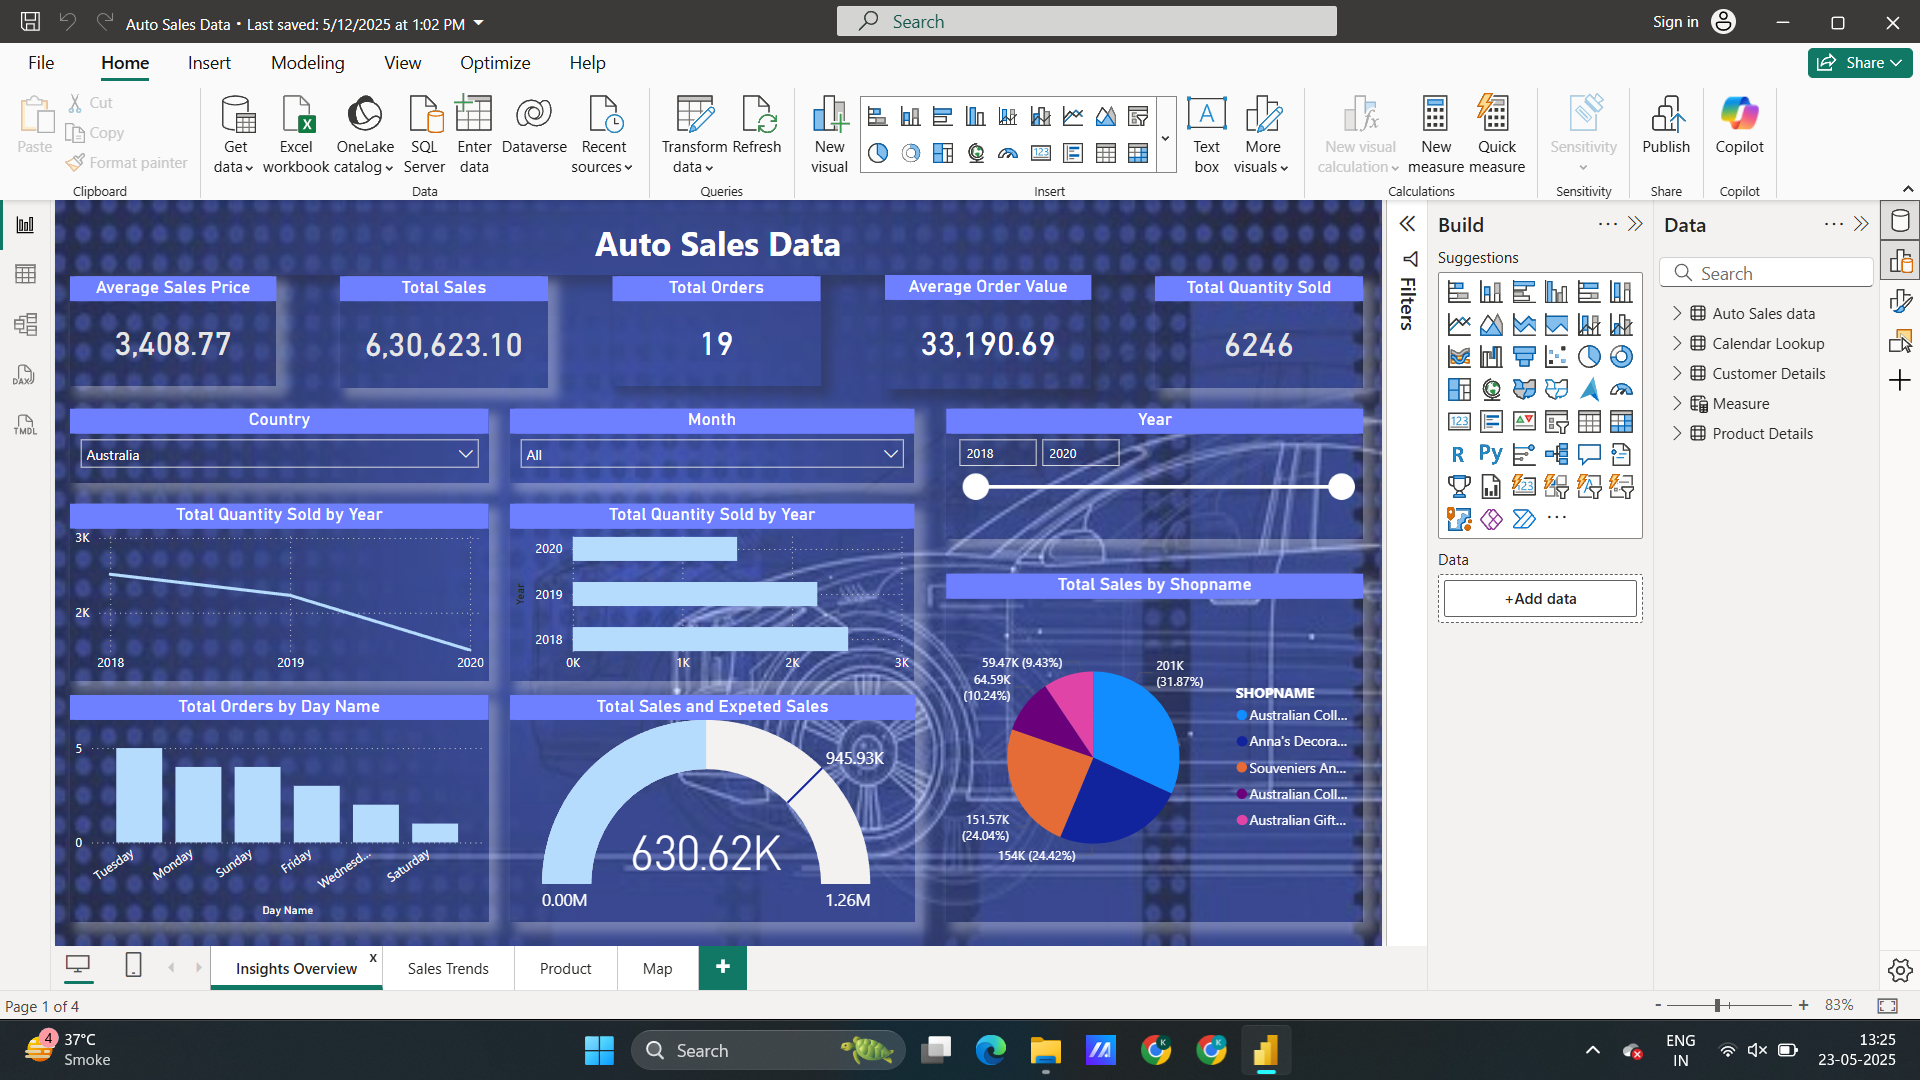 Auto Sales Data • Last saved: 5/12/2025 at 1:02 PM
Search
Sign in
File Home Insert Modeling View Optimize Help
Share
Paste
Cut
Copy
Format painter
Clipboard
Get data
Excel workbook
OneLake catalog
SQL Server
Enter data
Dataverse
Recent sources
Data
Transform data
Refresh
Queries
New visual
Text box
More visuals
Insert
New visual calculation
New measure
Quick measure
Calculations
Sensitivity
Sensitivity
Publish
Share
Copilot
Copilot
DAX
TMDL
Auto Sales Data
Average Sales Price
3,408.77
Total Sales
6,30,623.10
Total Orders
19
Average Order Value
33,190.69
Total Quantity Sold
6246
Country
Australia
Month
All
Year
2018 2020
Total Quantity Sold by Year
3K
2K
2018 2019 2020
Total Quantity Sold by Year
Year
2020
2019
2018
0K 1K 2K 3K
Total Sales by Shopname
59.47K (9.43%)
64.59K
(10.24%)
201K
(31.87%)
151.57K
(24.04%)
154K (24.42%)
SHOPNAME
Australian Coll...
Anna's Decora...
Souveniers An...
Australian Coll...
Australian Gift...
Total Orders by Day Name
5
0
Tuesday Monday Sunday Friday Wednesd... Saturday
Day Name
Total Sales and Expeted Sales
945.93K
630.62K
0.00M 1.26M
Filters
Build
Suggestions
123
R Py
123
Data
+Add data
Data
Search
Auto Sales data
Calendar Lookup
Customer Details
Measure
Product Details
Insights Overview x
Sales Trends
Product
Map
+
Page 1 of 4
- + 83%
4
37°C
Smoke
Search
K
K
ENG
IN
13:25
23-05-2025